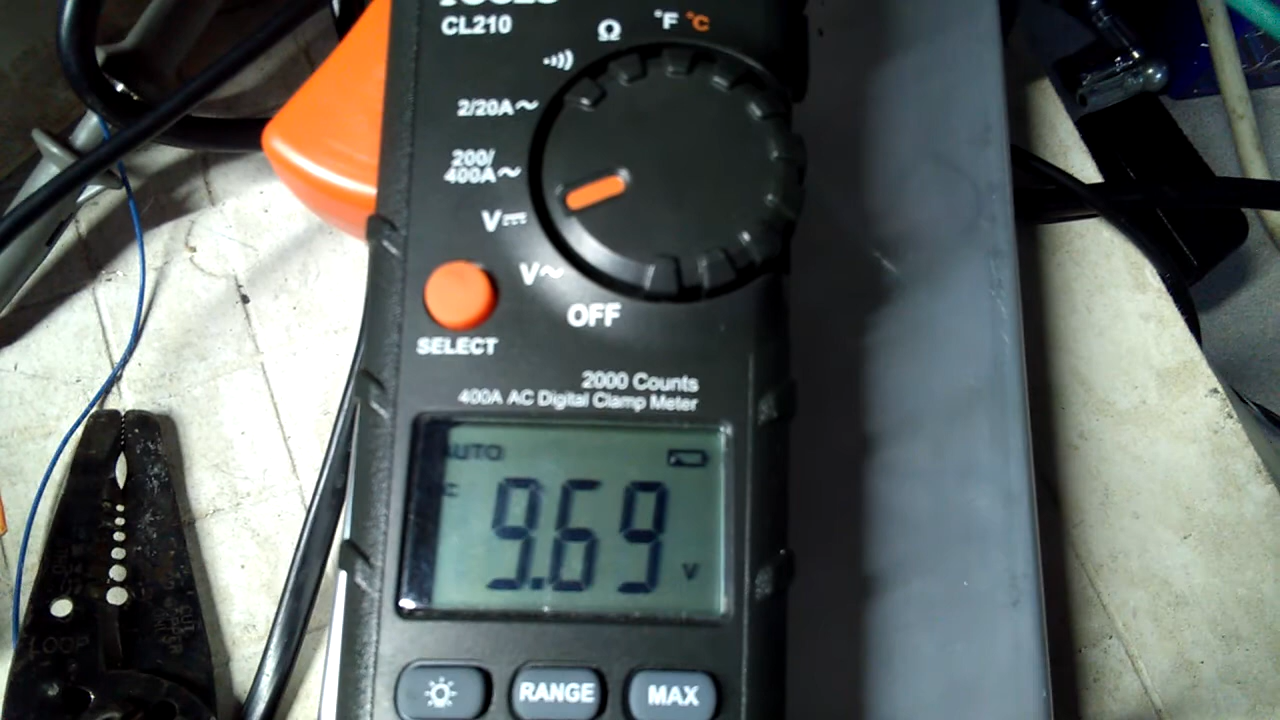 TOOLS
CL210
Ω
°F °C
2/20A~
200/
400A~
V⎓
V~
OFF
SELECT
2000 Counts
400A AC Digital Clamp Meter
AUTO
9.69
V
RANGE
MAX
LOOP